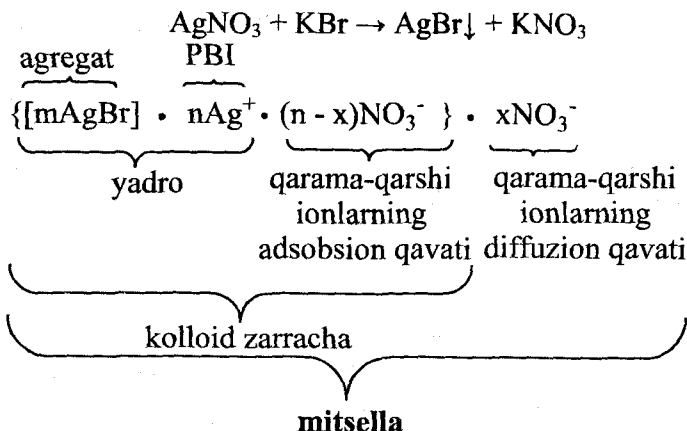 AgNO₃ + KBr → AgBr↓ + KNO₃
agregat PBI
{[mAgBr] · nAg⁺ · (n - x)NO₃⁻ } · xNO₃⁻
yadro
qarama-qarshi qarama-qarshi
ionlarning ionlarning
adsobsion qavati diffuzion qavati
kolloid zarracha
mitsella